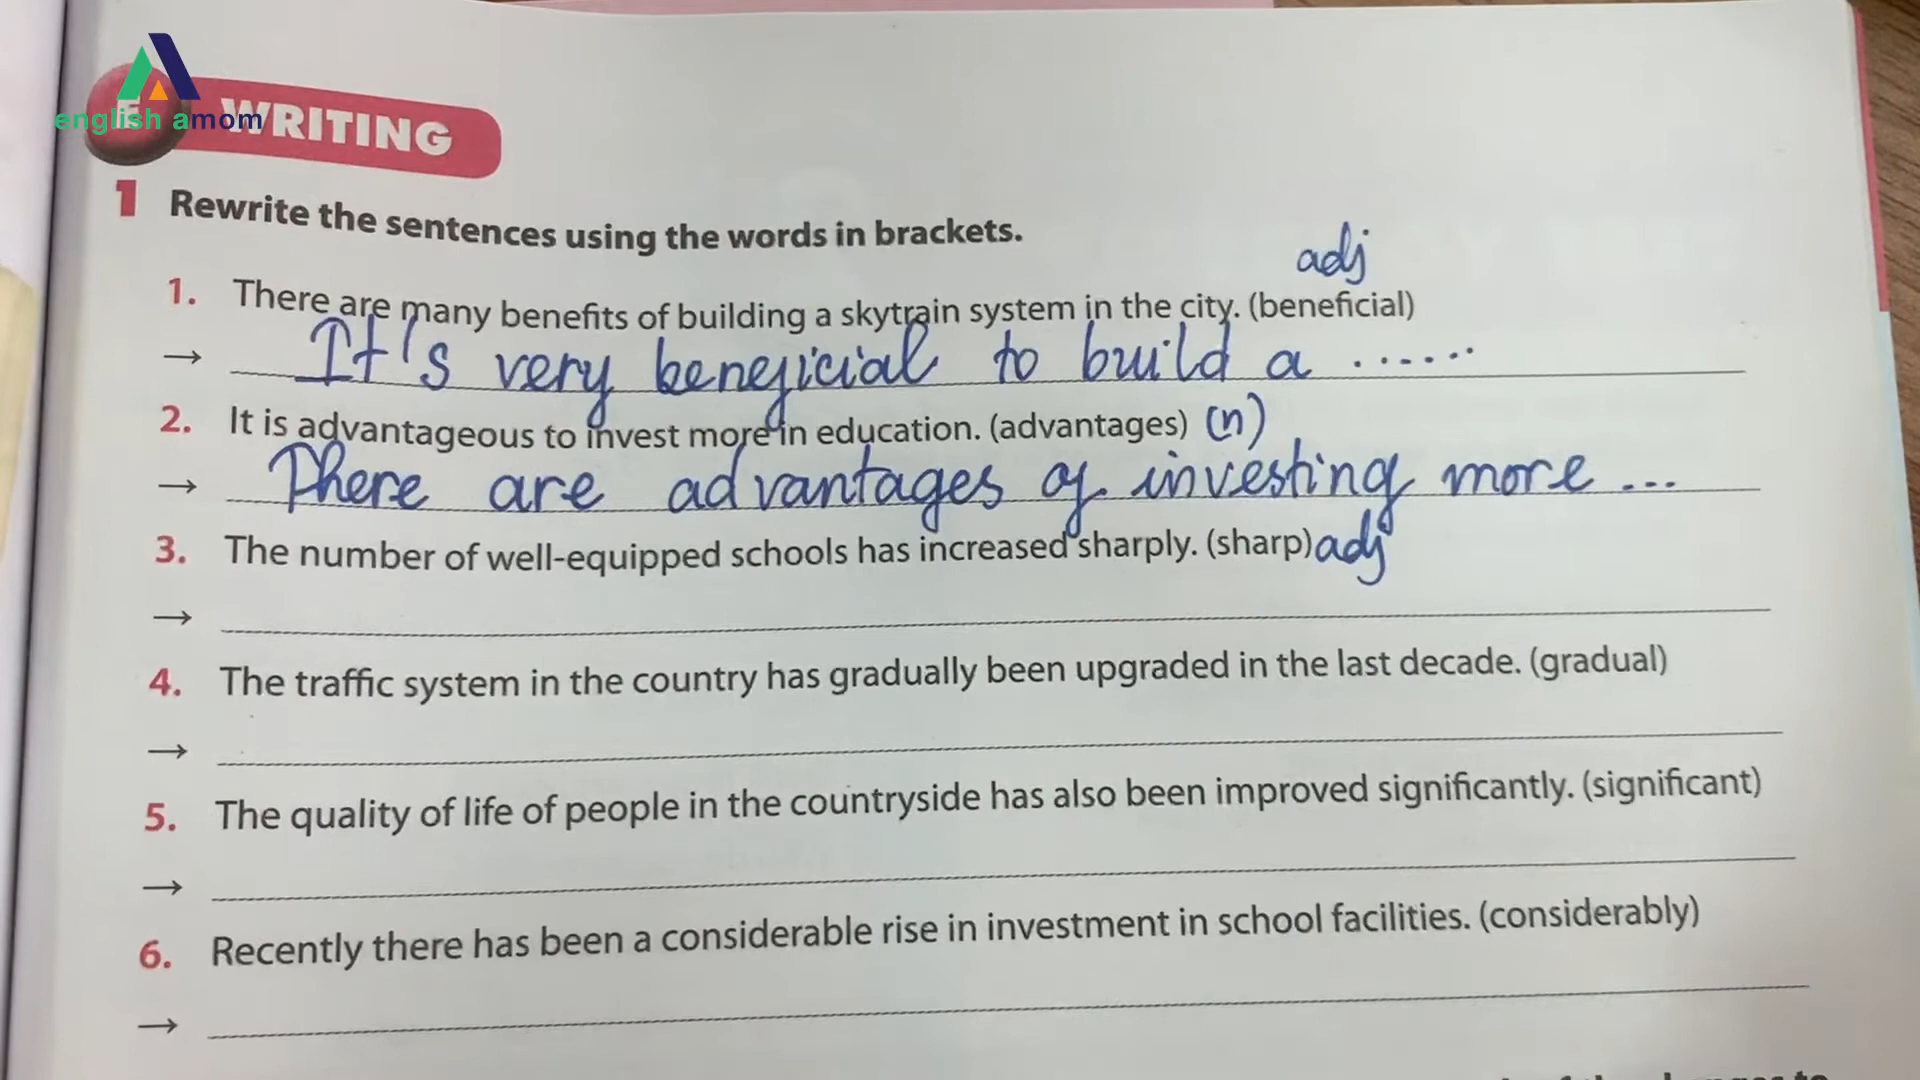 english amom
E WRITING
1 Rewrite the sentences using the words in brackets.
adj
1. There are many benefits of building a skytrain system in the city. (beneficial)
→ It's very beneficial to build a ......
2. It is advantageous to invest more in education. (advantages) (n)
→ There are advantages of investing more ...
3. The number of well-equipped schools has increased sharply. (sharp) adj
→
4. The traffic system in the country has gradually been upgraded in the last decade. (gradual)
→
5. The quality of life of people in the countryside has also been improved significantly. (significant)
→
6. Recently there has been a considerable rise in investment in school facilities. (considerably)
→